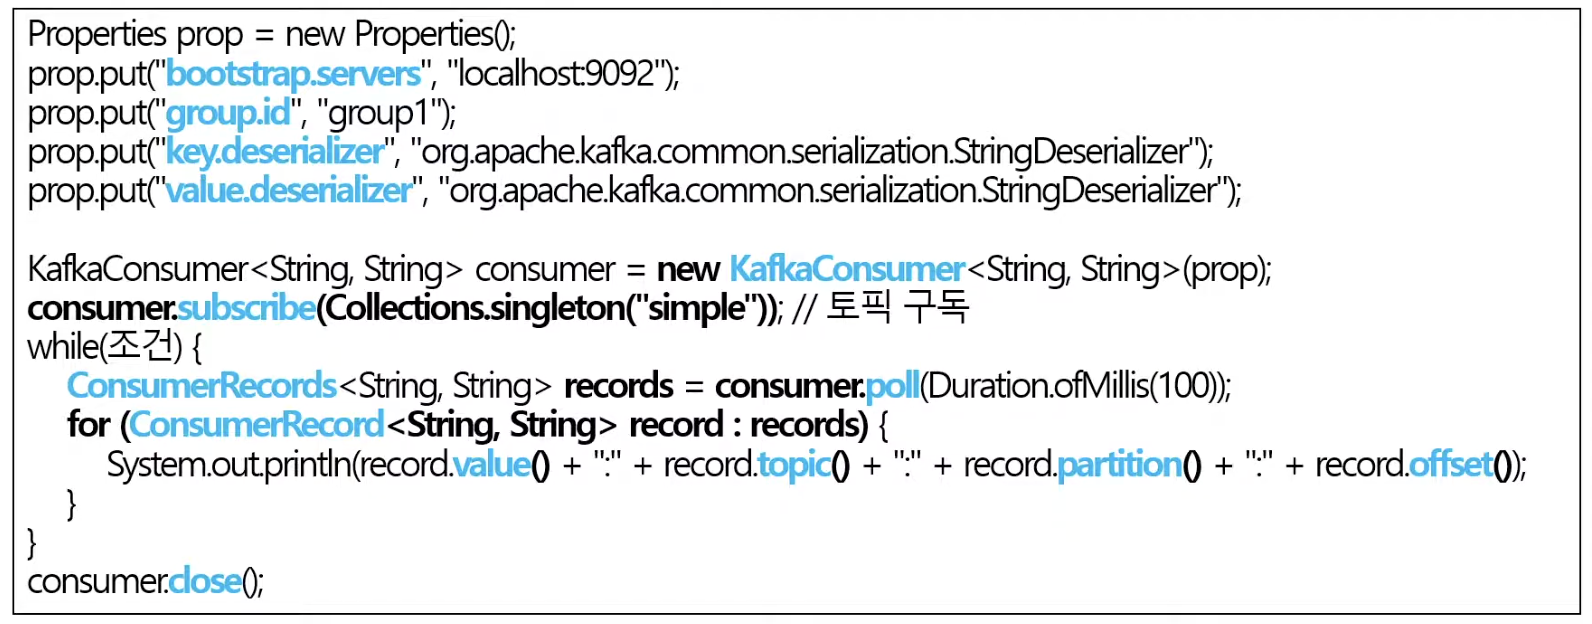 Properties prop = new Properties();
prop.put("bootstrap.servers", "localhost:9092");
prop.put("group.id", "group1");
prop.put("key.deserializer", "org.apache.kafka.common.serialization.StringDeserializer");
prop.put("value.deserializer", "org.apache.kafka.common.serialization.StringDeserializer");
KafkaConsumer<String, String> consumer = new KafkaConsumer<String, String>(prop);
consumer.subscribe(Collections.singleton("simple")); // 토픽 구독
while(조건) {
ConsumerRecords<String, String> records = consumer.poll(Duration.ofMillis(100));
for (ConsumerRecord<String, String> record : records) {
System.out.println(record.value() + ":" + record.topic() + ":" + record.partition() + ":" + record.offset());
}
}
consumer.close();